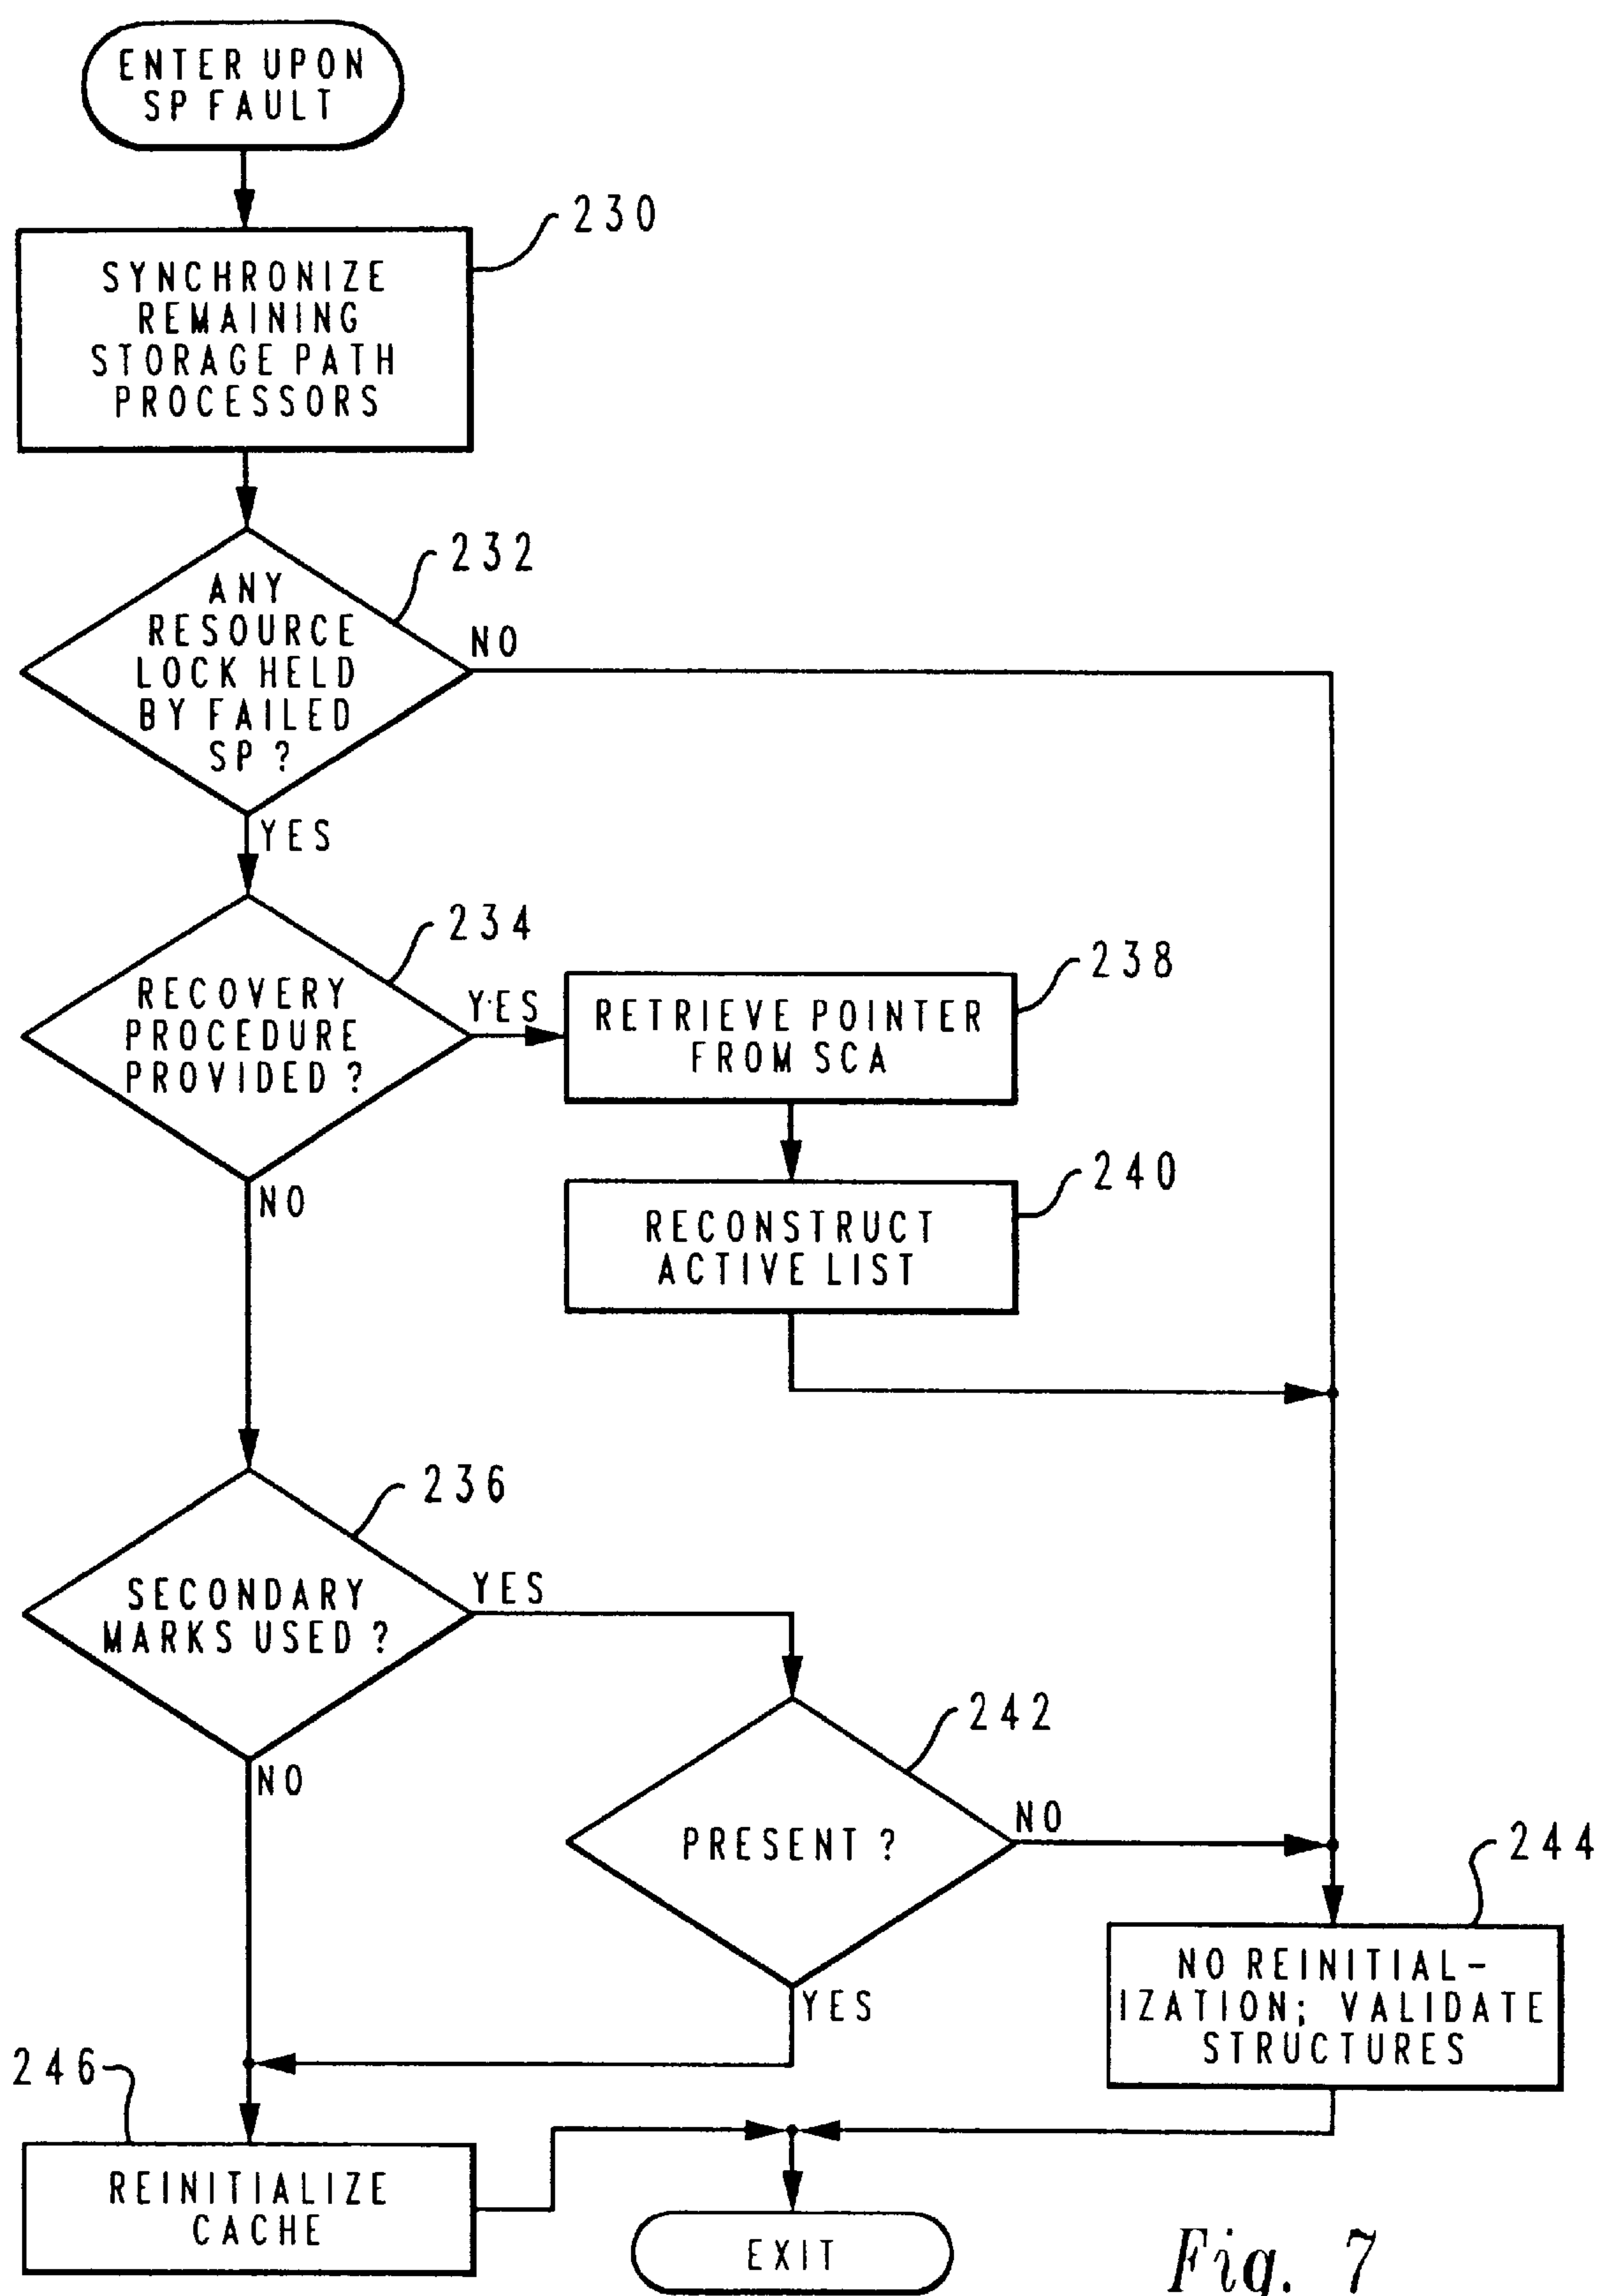 ENTER UPON
SP FAULT
230
SYNCHRONIZE
REMAINING
STORAGE PATH
PROCESSORS
232
ANY
RESOURCE
LOCK HELD
BY FAILED
SP ?
NO
YES
234
RECOVERY
PROCEDURE
PROVIDED ?
YES
NO
238
RETRIEVE POINTER
FROM SCA
240
RECONSTRUCT
ACTIVE LIST
236
SECONDARY
MARKS USED ?
YES
NO
242
PRESENT ?
NO
YES
244
NO REINITIAL-
IZATION; VALIDATE
STRUCTURES
246
REINITIALIZE
CACHE
EXIT
Fig. 7